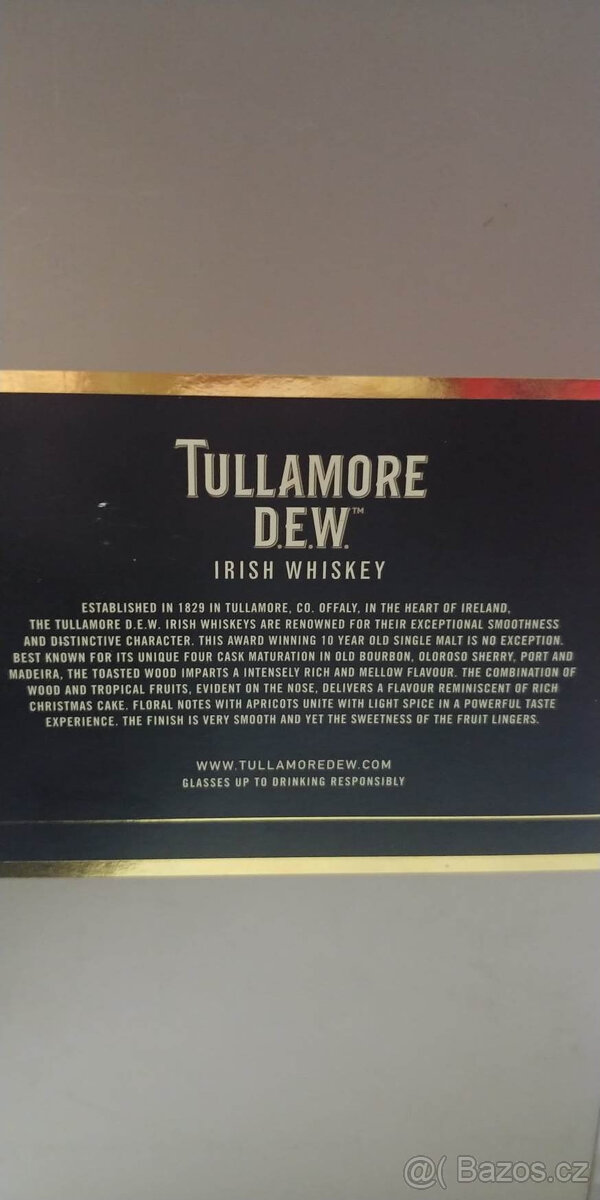 TULLAMORE
D.E.W.™
IRISH WHISKEY
ESTABLISHED IN 1829 IN TULLAMORE, CO. OFFALY, IN THE HEART OF IRELAND,
THE TULLAMORE D.E.W. IRISH WHISKEYS ARE RENOWNED FOR THEIR EXCEPTIONAL SMOOTHNESS
AND DISTINCTIVE CHARACTER. THIS AWARD WINNING 10 YEAR OLD SINGLE MALT IS NO EXCEPTION.
BEST KNOWN FOR ITS UNIQUE FOUR CASK MATURATION IN OLD BOURBON, OLOROSO SHERRY, PORT AND
MADEIRA, THE TOASTED WOOD IMPARTS A INTENSELY RICH AND MELLOW FLAVOUR. THE COMBINATION OF
WOOD AND TROPICAL FRUITS, EVIDENT ON THE NOSE, DELIVERS A FLAVOUR REMINISCENT OF RICH
CHRISTMAS CAKE. FLORAL NOTES WITH APRICOTS UNITE WITH LIGHT SPICE IN A POWERFUL TASTE
EXPERIENCE. THE FINISH IS VERY SMOOTH AND YET THE SWEETNESS OF THE FRUIT LINGERS.
WWW.TULLAMOREDEW.COM
GLASSES UP TO DRINKING RESPONSIBLY
@( Bazos.cz